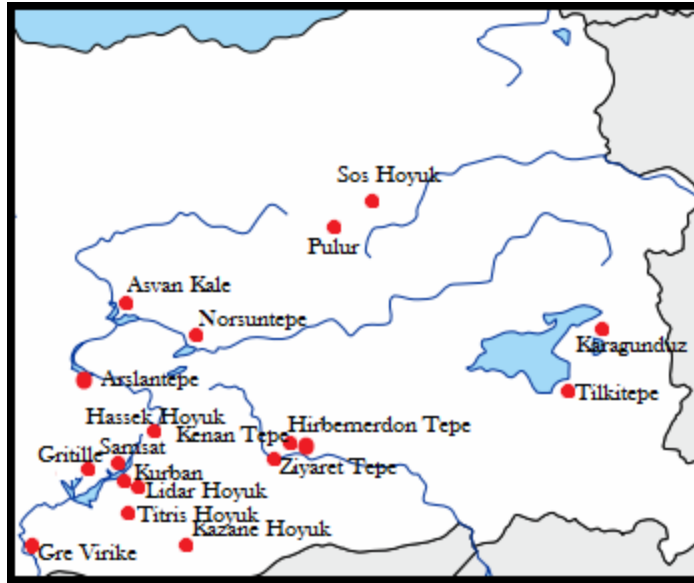 Sos Hoyuk
Pulur
Asvan Kale
Norsuntepe
Karagunduz
Arslantepe
Tilkitepe
Hassek Hoyuk
Hirbemerdon Tepe
Kenan Tepe
Samsat
Gritille
Ziyaret Tepe
Kurban
Lidar Hoyuk
Titris Hoyuk
Kazane Hoyuk
Gre Virike